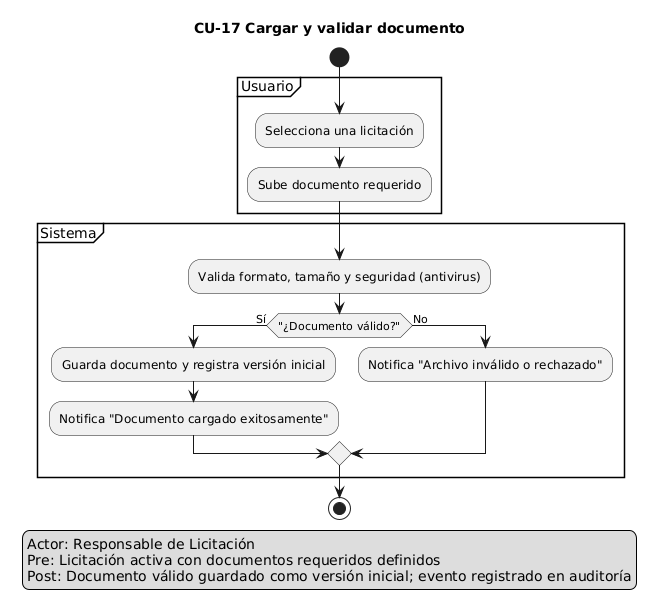 CU-17 Cargar y validar documento
Usuario
Selecciona una licitación
Sube documento requerido
Sistema
Valida formato, tamaño y seguridad (antivirus)
Sí
"¿Documento válido?"
No
Guarda documento y registra versión inicial
Notifica "Archivo inválido o rechazado"
Notifica "Documento cargado exitosamente"
Actor: Responsable de Licitación
Pre: Licitación activa con documentos requeridos definidos
Post: Documento válido guardado como versión inicial; evento registrado en auditoría